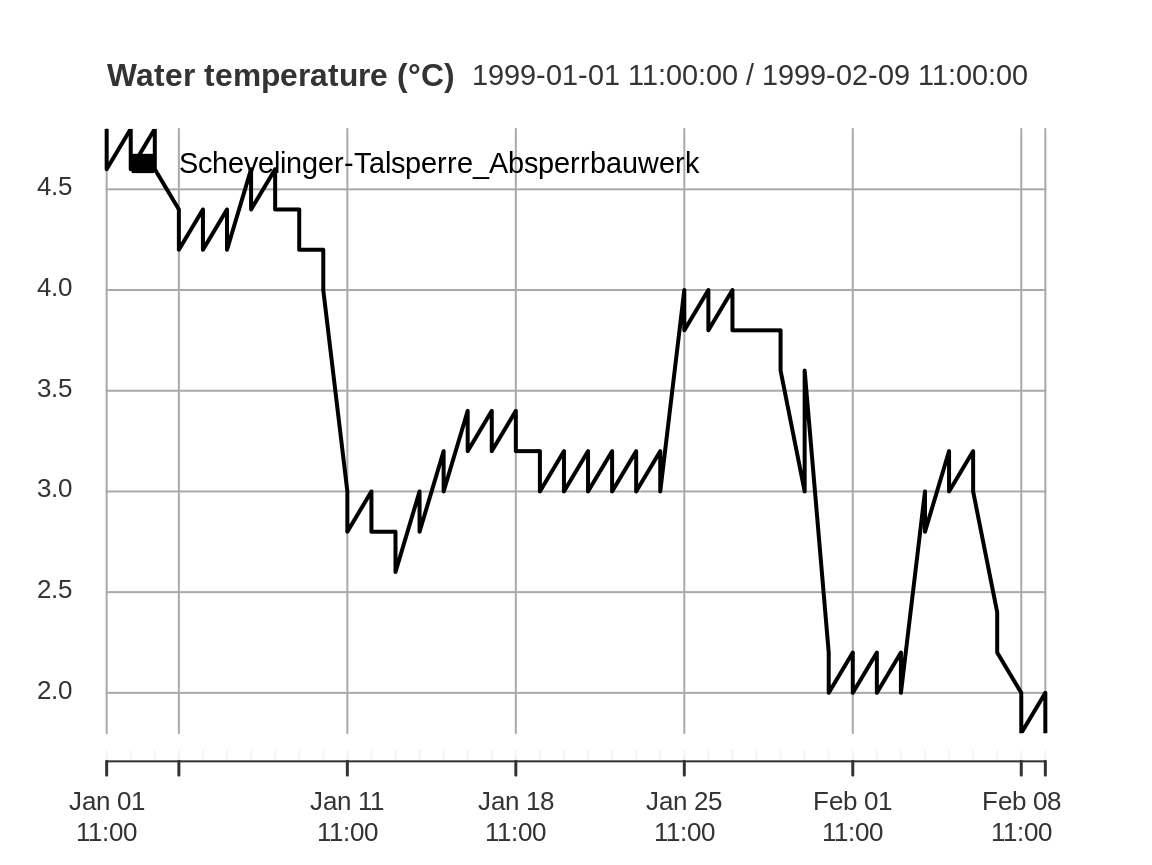 Water temperature (°C) 1999-01-01 11:00:00 / 1999-02-09 11:00:00
Schevelinger-Talsperre_Absperrbauwerk
4.5
4.0
3.5
3.0
2.5
2.0
Jan 01 Jan 11 Jan 18 Jan 25 Feb 01 Feb 08
11:00 11:00 11:00 11:00 11:00 11:00